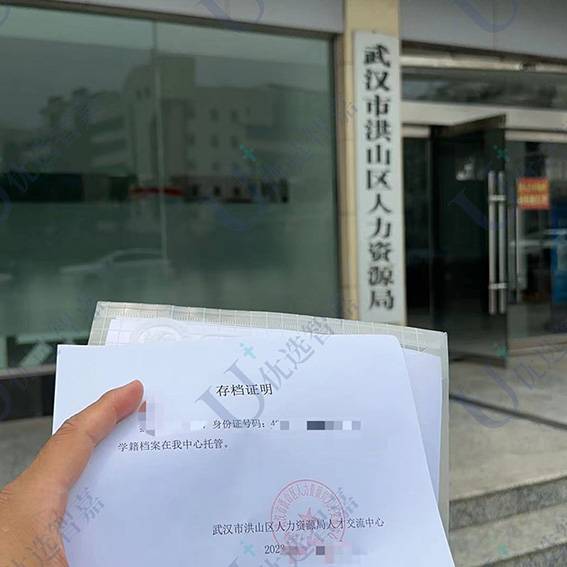 武汉市洪山区人力资源局
存档证明
，身份证号码：4
学籍档案在我中心托管。
武汉市洪山区人力资源局人才交流中心
202
U+优选智嘉